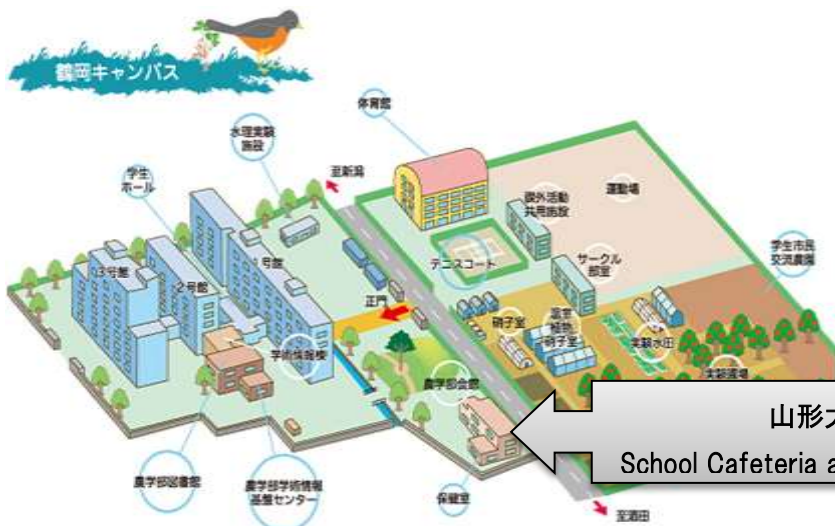 鶴岡キャンパス
体育館
水理実験
施設
至新潟
学生
ホール
課外活動
共用施設
運動場
学生市民
交流農園
1号館
テニスコート
サークル
部室
3号館
2号館
正門
硝子室
温室
植物
硝子室
実験水田
学術情報棟
農学部会館
実験圃場
山形大
School Cafeteria a
農学部図書館
農学部学術情報
基盤センター
保健室
至酒田